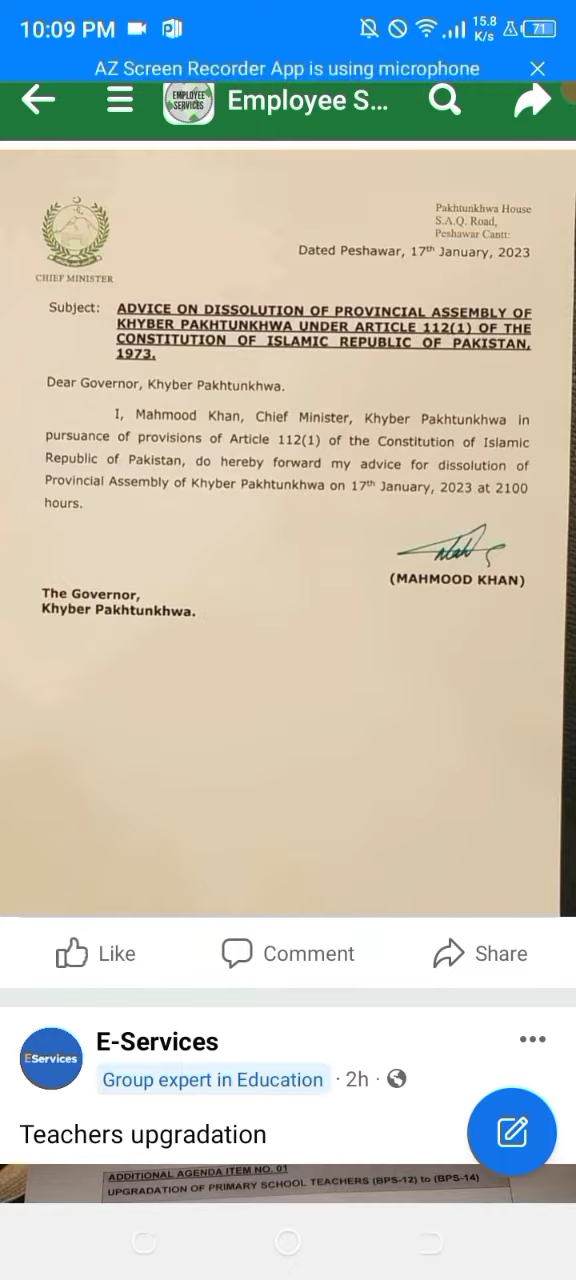 10:09 PM
15.8
K/s
71
AZ Screen Recorder App is using microphone
EMPLOYEE
SERVICES
Employee S...
Pakhtunkhwa House
S.A.Q. Road,
Peshawar Cantt:
Dated Peshawar, 17th January, 2023
CHIEF MINISTER
Subject: ADVICE ON DISSOLUTION OF PROVINCIAL ASSEMBLY OF
KHYBER PAKHTUNKHWA UNDER ARTICLE 112(1) OF THE
CONSTITUTION OF ISLAMIC REPUBLIC OF PAKISTAN,
1973.
Dear Governor, Khyber Pakhtunkhwa.
I, Mahmood Khan, Chief Minister, Khyber Pakhtunkhwa in
pursuance of provisions of Article 112(1) of the Constitution of Islamic
Republic of Pakistan, do hereby forward my advice for dissolution of
Provincial Assembly of Khyber Pakhtunkhwa on 17th January, 2023 at 2100
hours.
(MAHMOOD KHAN)
The Governor,
Khyber Pakhtunkhwa.
Like
Comment
Share
EServices
E-Services
Group expert in Education · 2h ·
Teachers upgradation
ADDITIONAL AGENDA ITEM NO. 01
UPGRADATION OF PRIMARY SCHOOL TEACHERS (BPS-12) to (BPS-14)